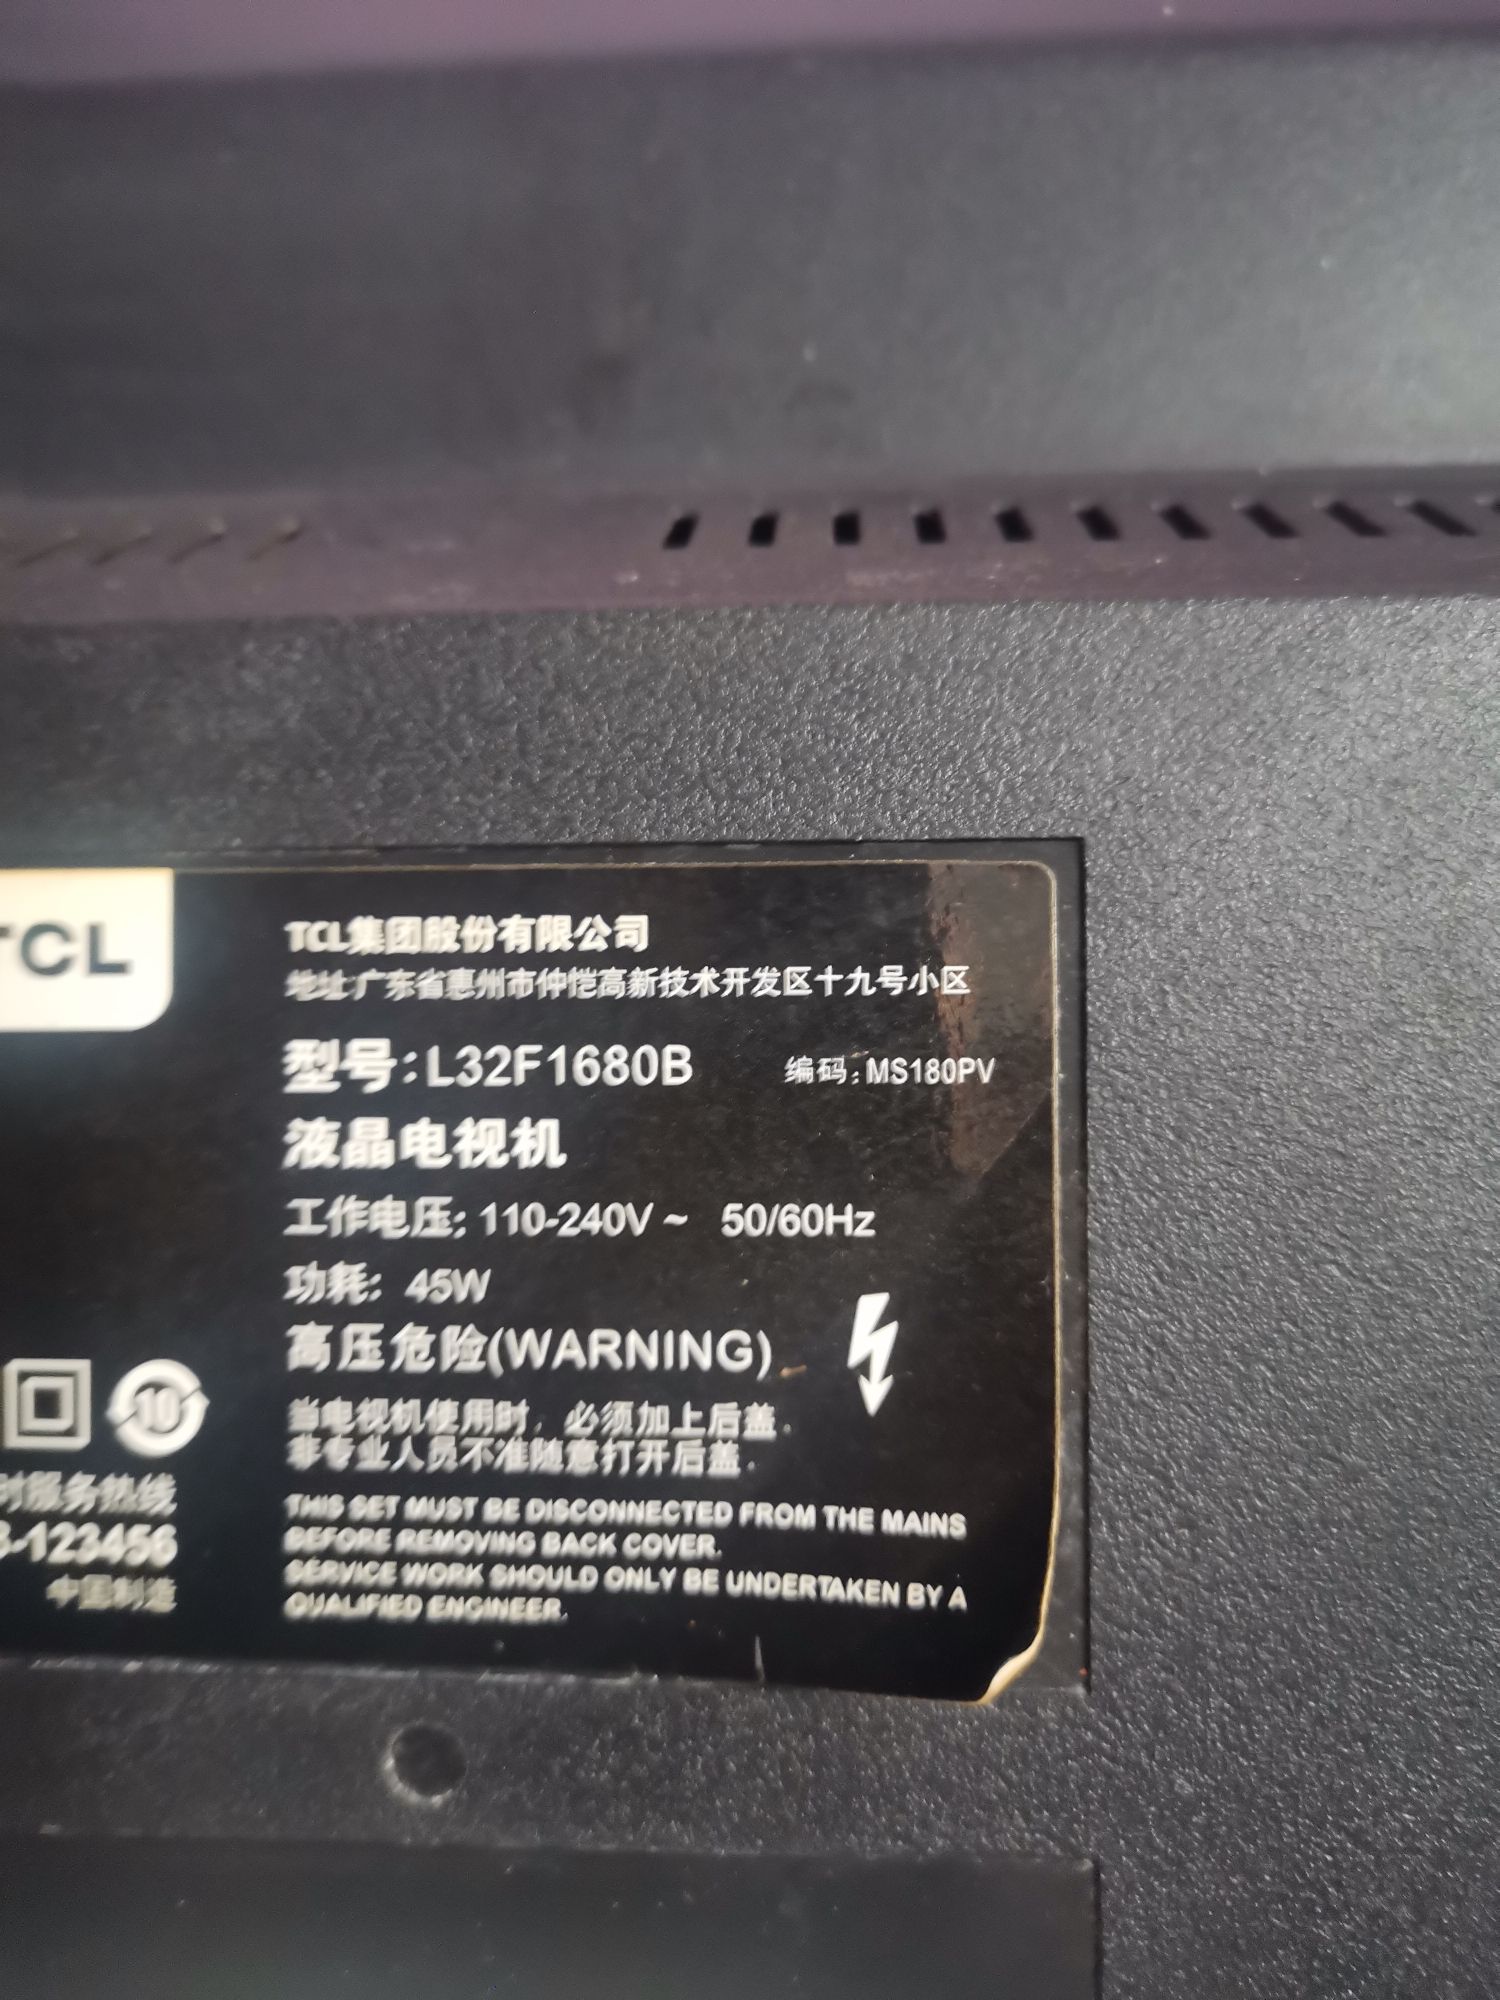 TCL
TCL集团股份有限公司
地址:广东省惠州市仲恺高新技术开发区十九号小区
型号:L32F1680B 编码:MS180PV
液晶电视机
工作电压: 110-240V ~ 50/60Hz
功耗: 45W
高压危险(WARNING)
当电视机使用时, 必须加上后盖.
非专业人员不准随意打开后盖.
THIS SET MUST BE DISCONNECTED FROM THE MAINS
BEFORE REMOVING BACK COVER.
SERVICE WORK SHOULD ONLY BE UNDERTAKEN BY A
QUALIFIED ENGINEER.
10
时服务热线
-123456
中国制造